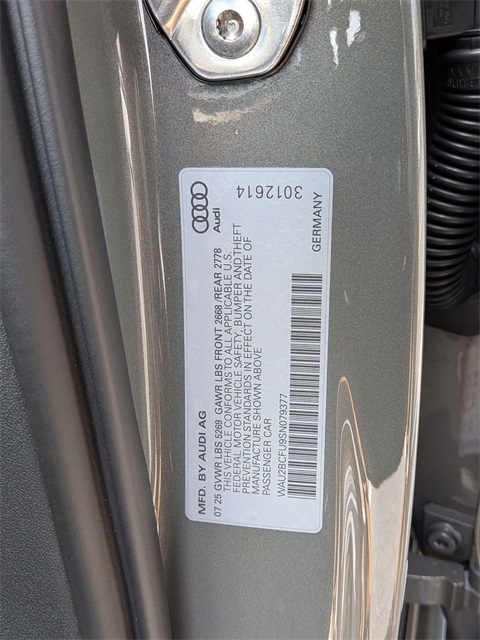 MFD. BY AUDI AG
Audi
07 25 GVWR LBS 5269 GAWR LBS FRONT 2668 /REAR 2778
THIS VEHICLE CONFORMS TO ALL APPLICABLE U.S.
FEDERAL MOTOR VEHICLE SAFETY, BUMPER AND THEFT
PREVENTION STANDARDS IN EFFECT ON THE DATE OF
MANUFACTURE SHOWN ABOVE
PASSENGER CAR
3012614
WAU2BCFU9SN079377
GERMANY